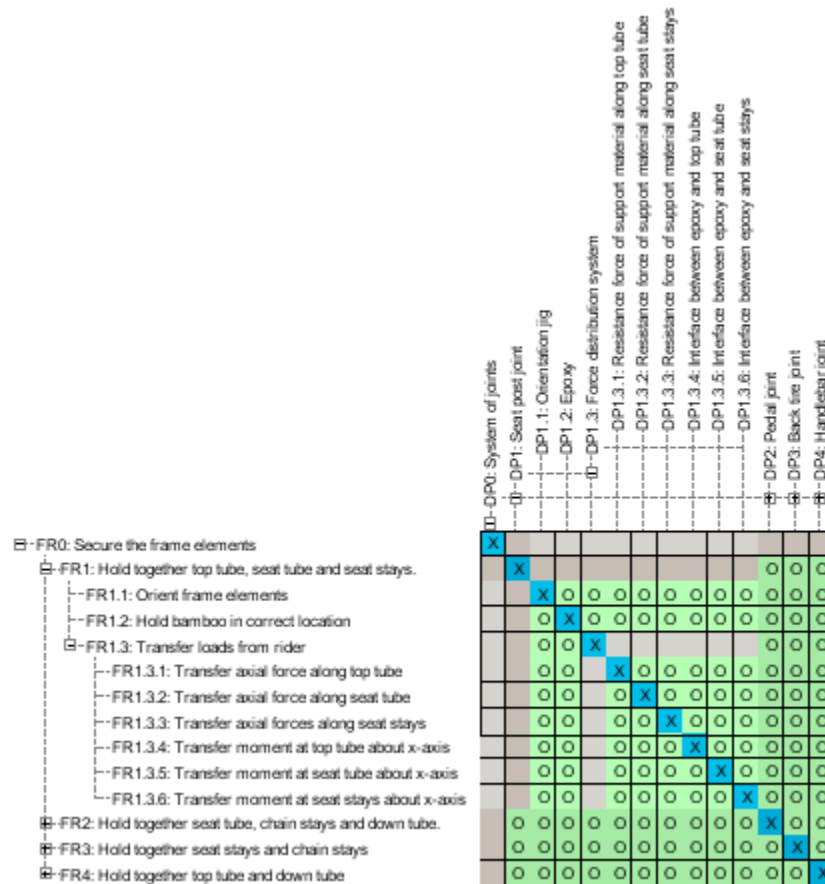 DP0: System of joints
DP1: Seat post joint
DP1.1: Orientation jig
DP1.2: Epoxy
DP1.3: Force distribution system
DP1.3.1: Resistance force of support material along top tube
DP1.3.2: Resistance force of support material along seat tube
DP1.3.3: Resistance force of support material along seat stays
DP1.3.4: Interface between epoxy and top tube
DP1.3.5: Interface between epoxy and seat tube
DP1.3.6: Interface between epoxy and seat stays
DP2: Pedal joint
DP3: Back tire joint
DP4: Handlebar joint
FR0: Secure the frame elements X
FR1: Hold together top tube, seat tube and seat stays. X O O O
FR1.1: Orient frame elements X O O O O O O O O O O O
FR1.2: Hold bamboo in correct location O X O O O O O O O O O O
FR1.3: Transfer loads from rider O O X O O O
FR1.3.1: Transfer axial force along top tube O O X O O O O O O O O
FR1.3.2: Transfer axial force along seat tube O O O X O O O O O O O
FR1.3.3: Transfer axial forces along seat stays O O O O X O O O O O O
FR1.3.4: Transfer moment at top tube about x-axis O O O O O X O O O O O
FR1.3.5: Transfer moment at seat tube about x-axis O O O O O O X O O O O
FR1.3.6: Transfer moment at seat stays about x-axis O O O O O O O X O O O
FR2: Hold together seat tube, chain stays and down tube. O O O O O O O O O O X O O
FR3: Hold together seat stays and chain stays O O O O O O O O O O O X O
FR4: Hold together top tube and down tube O O O O O O O O O O O O X